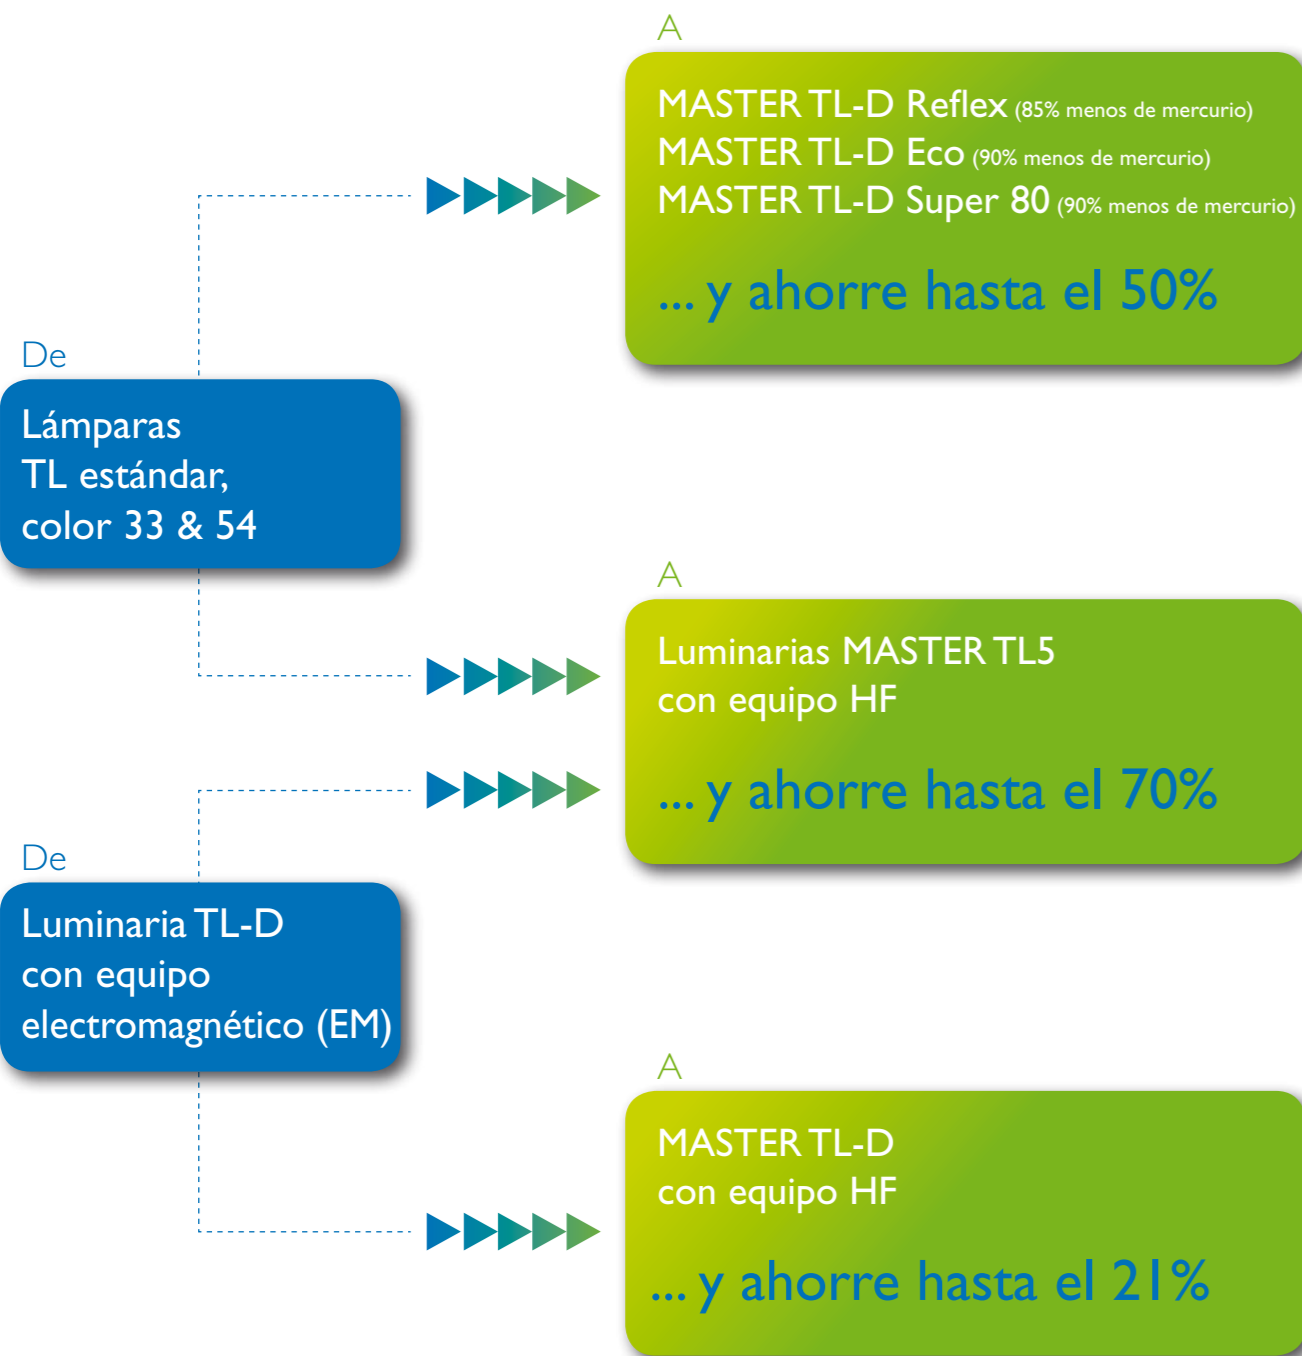 A
MASTER TL-D Reflex (85% menos de mercurio)
MASTER TL-D Eco (90% menos de mercurio)
MASTER TL-D Super 80 (90% menos de mercurio)
... y ahorre hasta el 50%
De
Lámparas
TL estándar,
color 33 & 54
A
Luminarias MASTER TL5
con equipo HF
... y ahorre hasta el 70%
De
Luminaria TL-D
con equipo
electromagnético (EM)
A
MASTER TL-D
con equipo HF
... y ahorre hasta el 21%